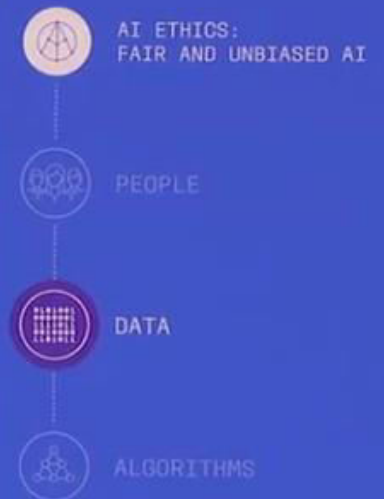 AI ETHICS:
FAIR AND UNBIASED AI
PEOPLE
DATA
ALGORITHMS